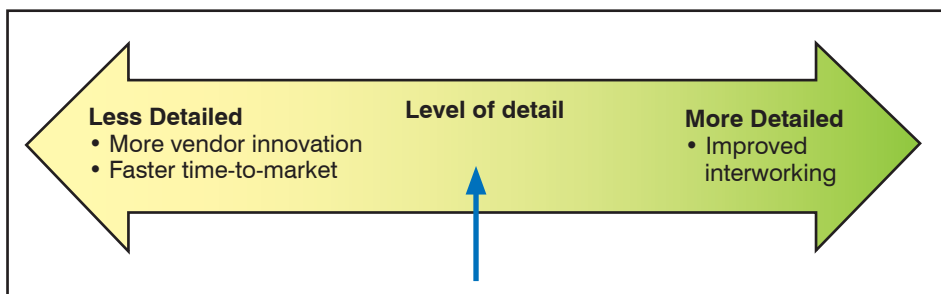 Less Detailed
• More vendor innovation
• Faster time-to-market
Level of detail
More Detailed
• Improved
interworking